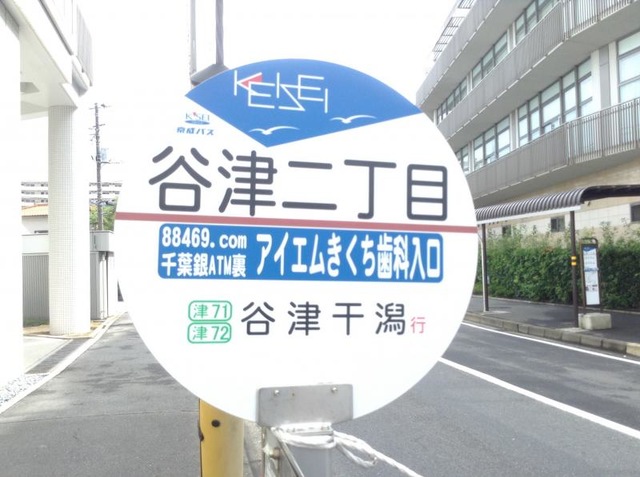 KEISEI
KEISEI
京成バス
谷津二丁目
88469.com
千葉銀ATM裏
アイエムきくち歯科入口
津71
津72
谷津干潟行